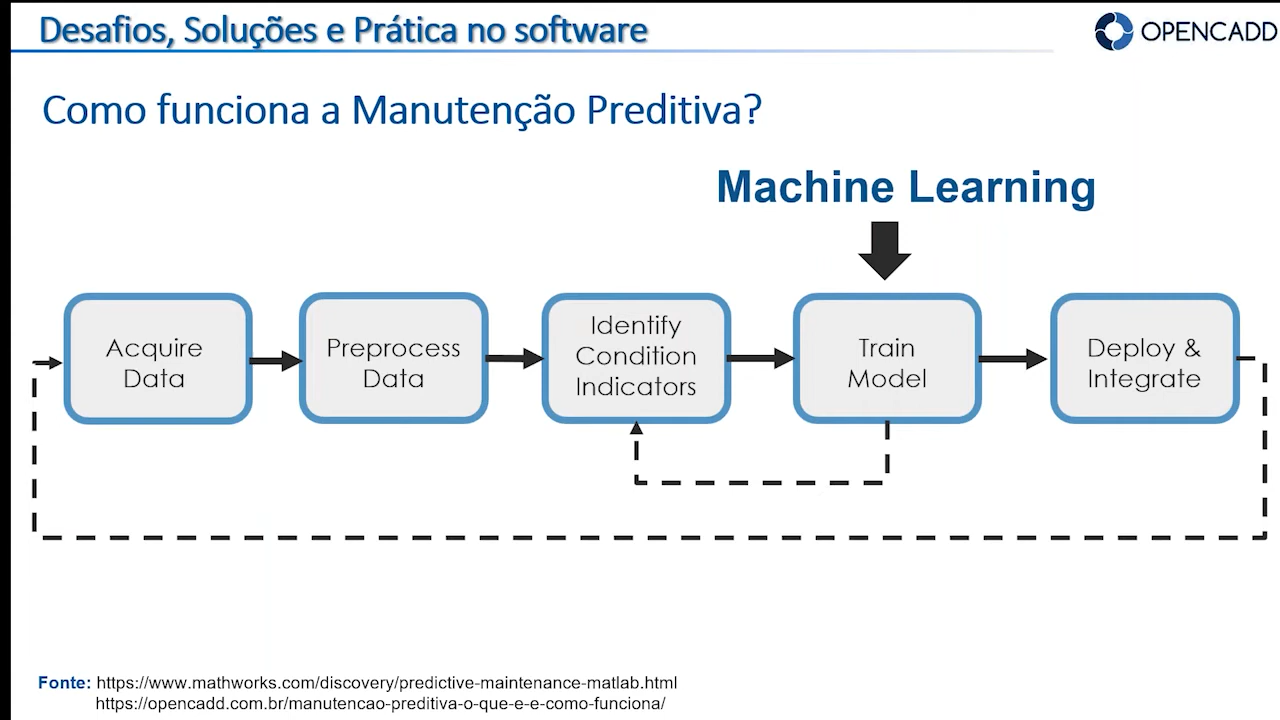 Desafios, Soluções e Prática no software
OPENCADD
Como funciona a Manutenção Preditiva?
Machine Learning
Acquire
Data
Preprocess
Data
Identify
Condition
Indicators
Train
Model
Deploy &
Integrate
Fonte: https://www.mathworks.com/discovery/predictive-maintenance-matlab.html
https://opencadd.com.br/manutencao-preditiva-o-que-e-e-como-funciona/